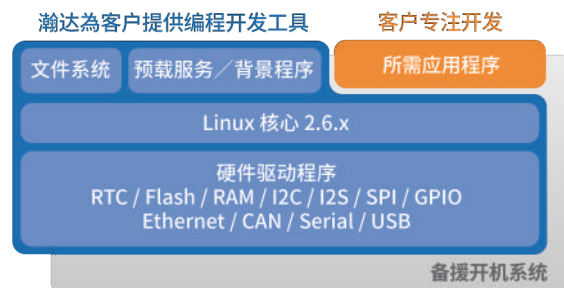 瀚达為客户提供编程开发工具
客户专注开发
文件系统
预载服务／背景程序
所需应用程序
Linux 核心 2.6.x
硬件驱动程序
RTC / Flash / RAM / I2C / I2S / SPI / GPIO
Ethernet / CAN / Serial / USB
备援开机系统